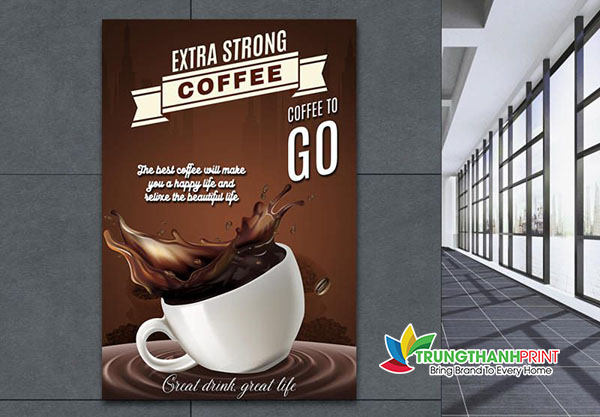 EXTRA STRONG
COFFEE
COFFEE TO
GO
The best coffee will make
you a happy life and
relixe the beautiful life
Great drink, great life
TRUNGTHANHPRINT
Bring Brand To Every Home